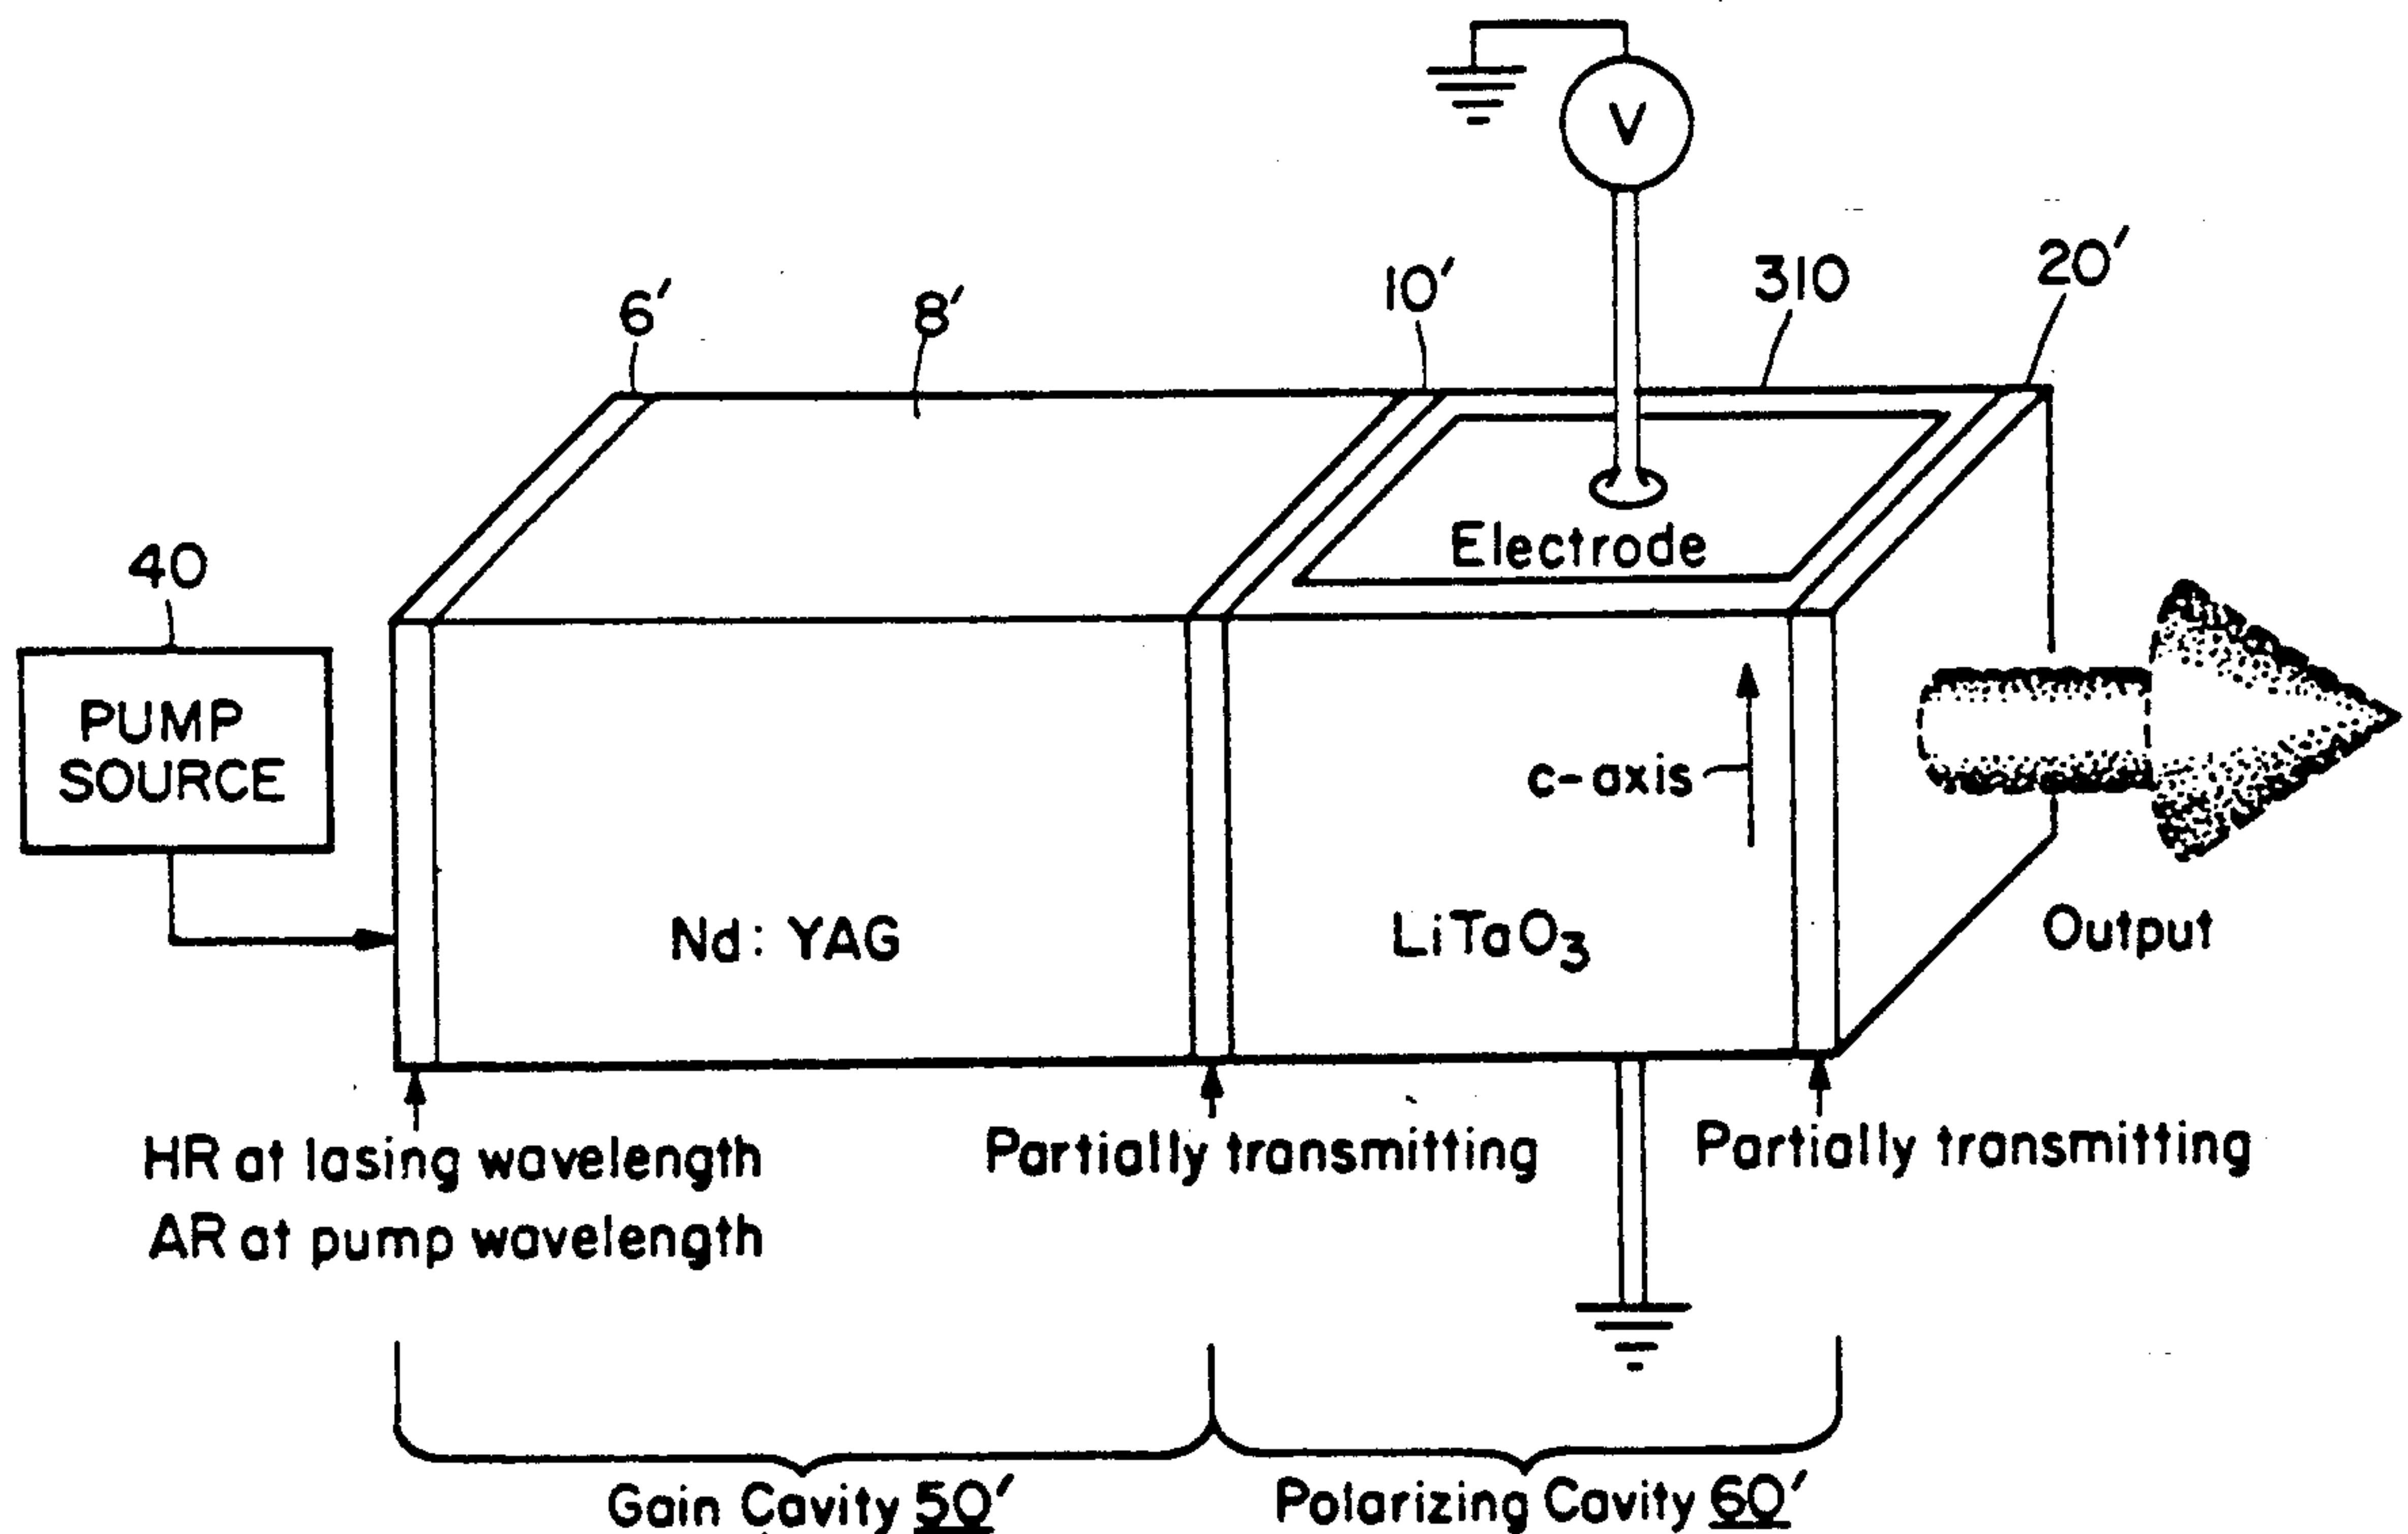 V
6′
8′
10′
310
20′
Electrode
40
PUMP
SOURCE
c-axis
Nd: YAG
LiTaO3
Output
HR at lasing wavelength
AR at pump wavelength
Partially transmitting
Partially transmitting
Gain Cavity 50′
Polarizing Cavity 60′